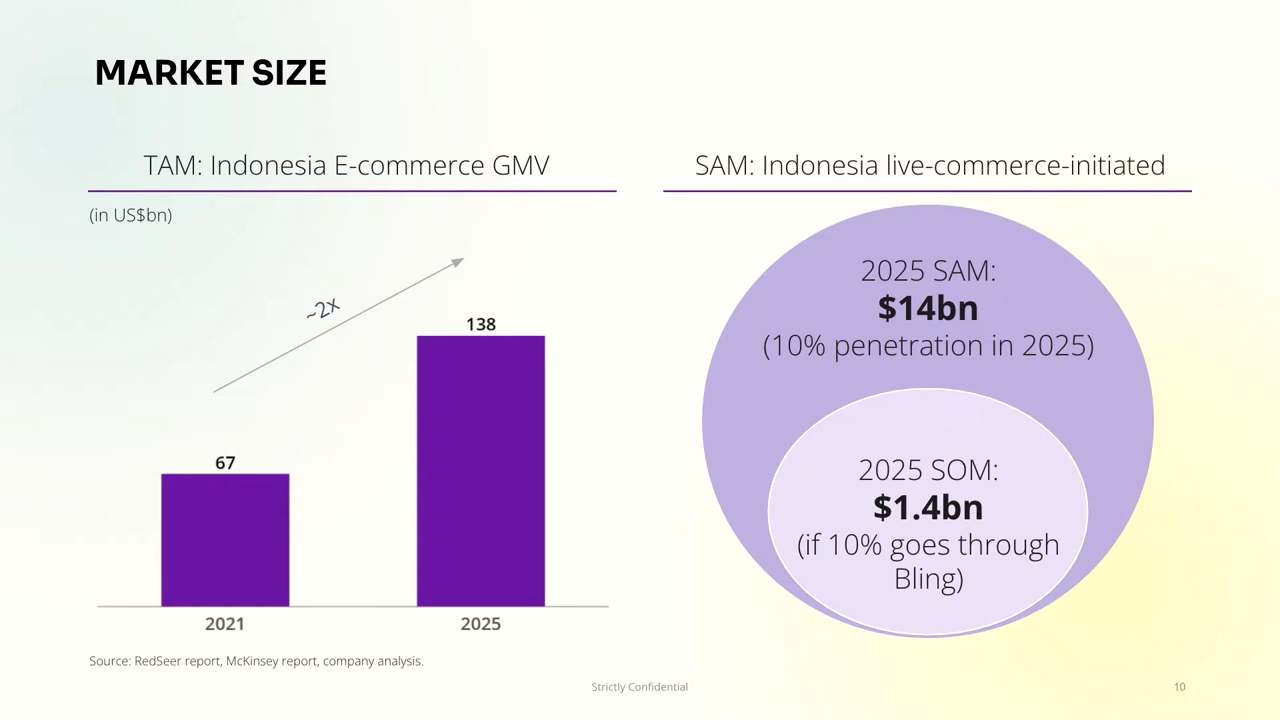 MARKET SIZE
TAM: Indonesia E-commerce GMV
(in US$bn)
~2x
138
67
2021
2025
Source: RedSeer report, McKinsey report, company analysis.
SAM: Indonesia live-commerce-initiated
2025 SAM:
$14bn
(10% penetration in 2025)
2025 SOM:
$1.4bn
(if 10% goes through
Bling)
Strictly Confidential
10